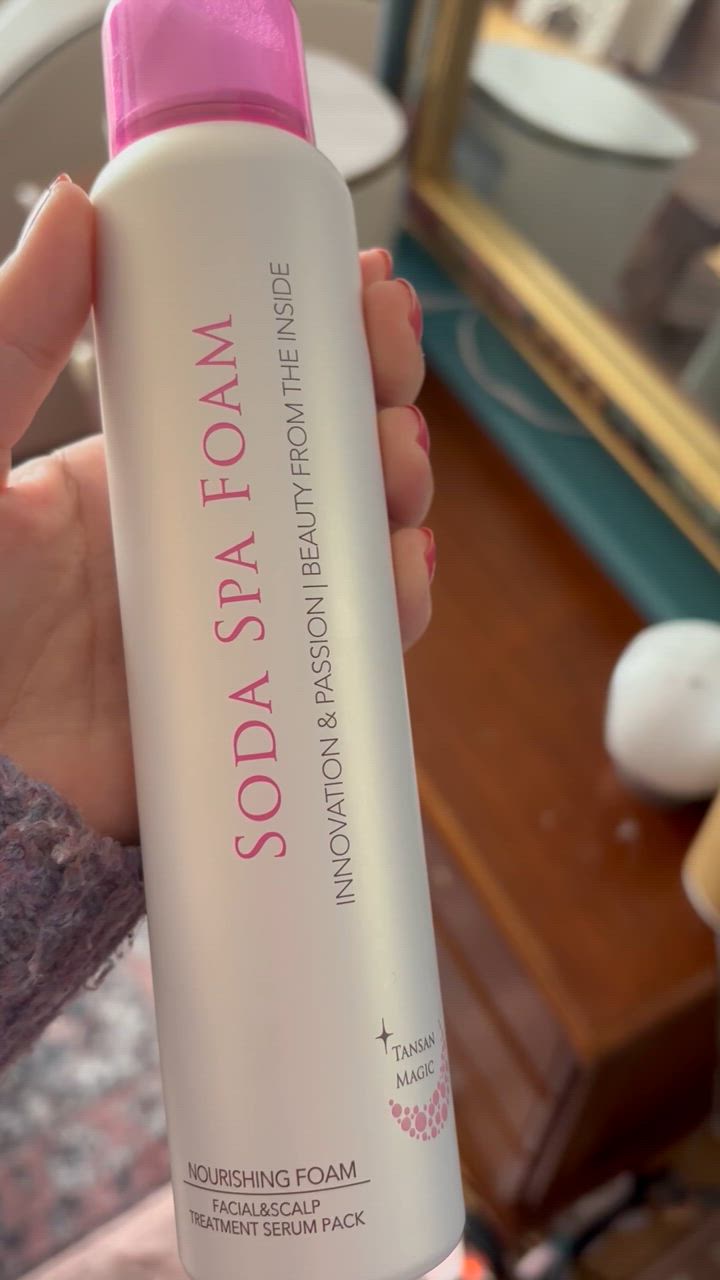 SODA SPA FOAM
INNOVATION & PASSION | BEAUTY FROM THE INSIDE
TANSAN
MAGIC
NOURISHING FOAM
FACIAL&SCALP
TREATMENT SERUM PACK